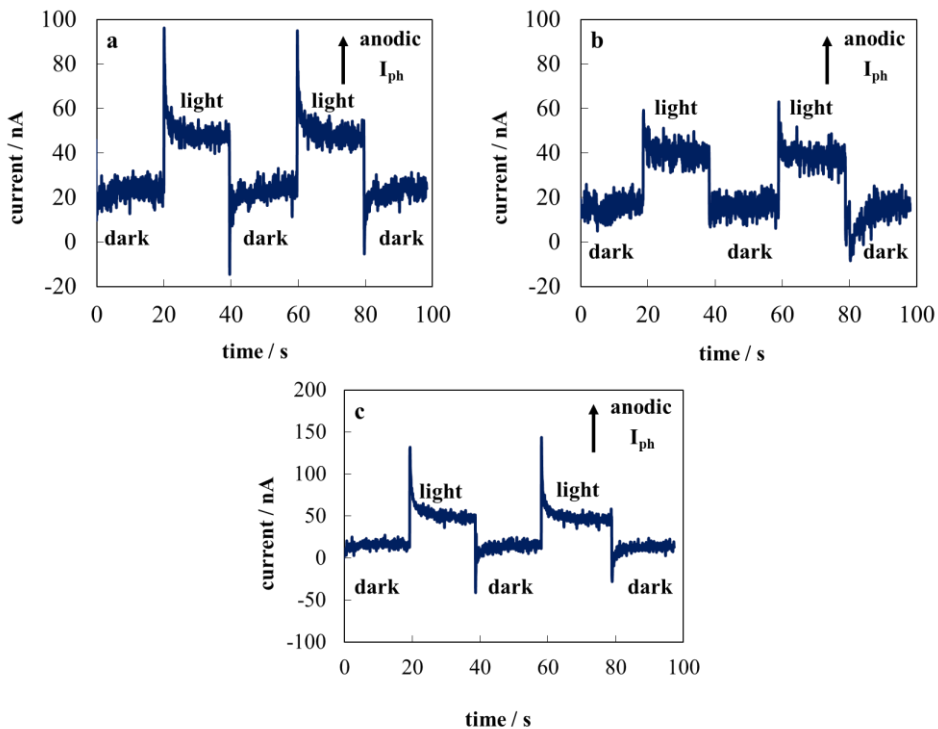 a
anodic
I_ph
light
light
dark
dark
dark
100
80
60
40
20
0
-20
0
20
40
60
80
100
current / nA
time / s
b
anodic
I_ph
light
light
dark
dark
dark
100
80
60
40
20
0
-20
0
20
40
60
80
100
current / nA
time / s
c
anodic
I_ph
light
light
dark
dark
dark
200
150
100
50
0
-50
-100
0
20
40
60
80
100
current / nA
time / s